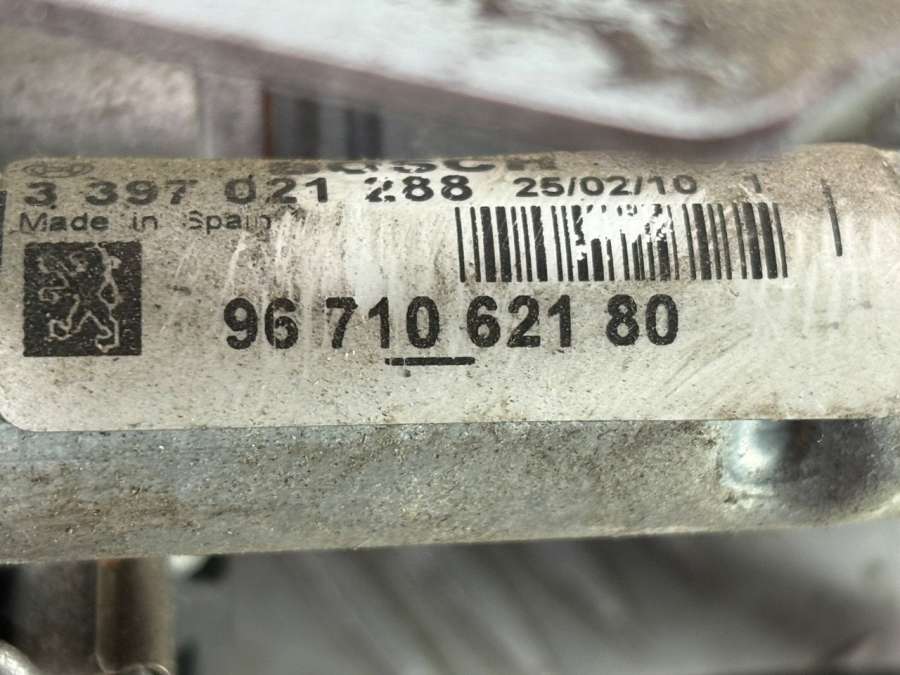 BOSCH
3 397 021 288 25/02/10 1
Made in Spain
96 710 621 80